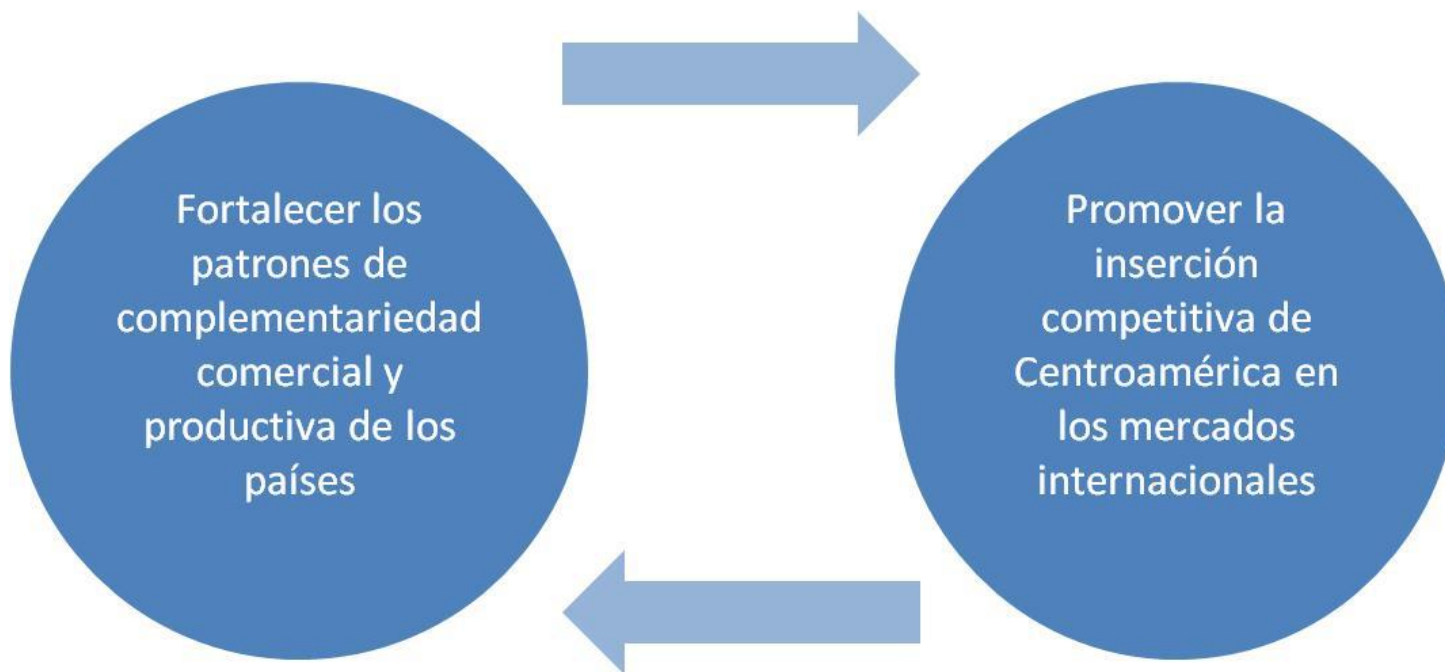 Fortalecer los
patrones de
complementariedad
comercial y
productiva de los
países
Promover la
inserción
competitiva de
Centroamérica en
los mercados
internacionales